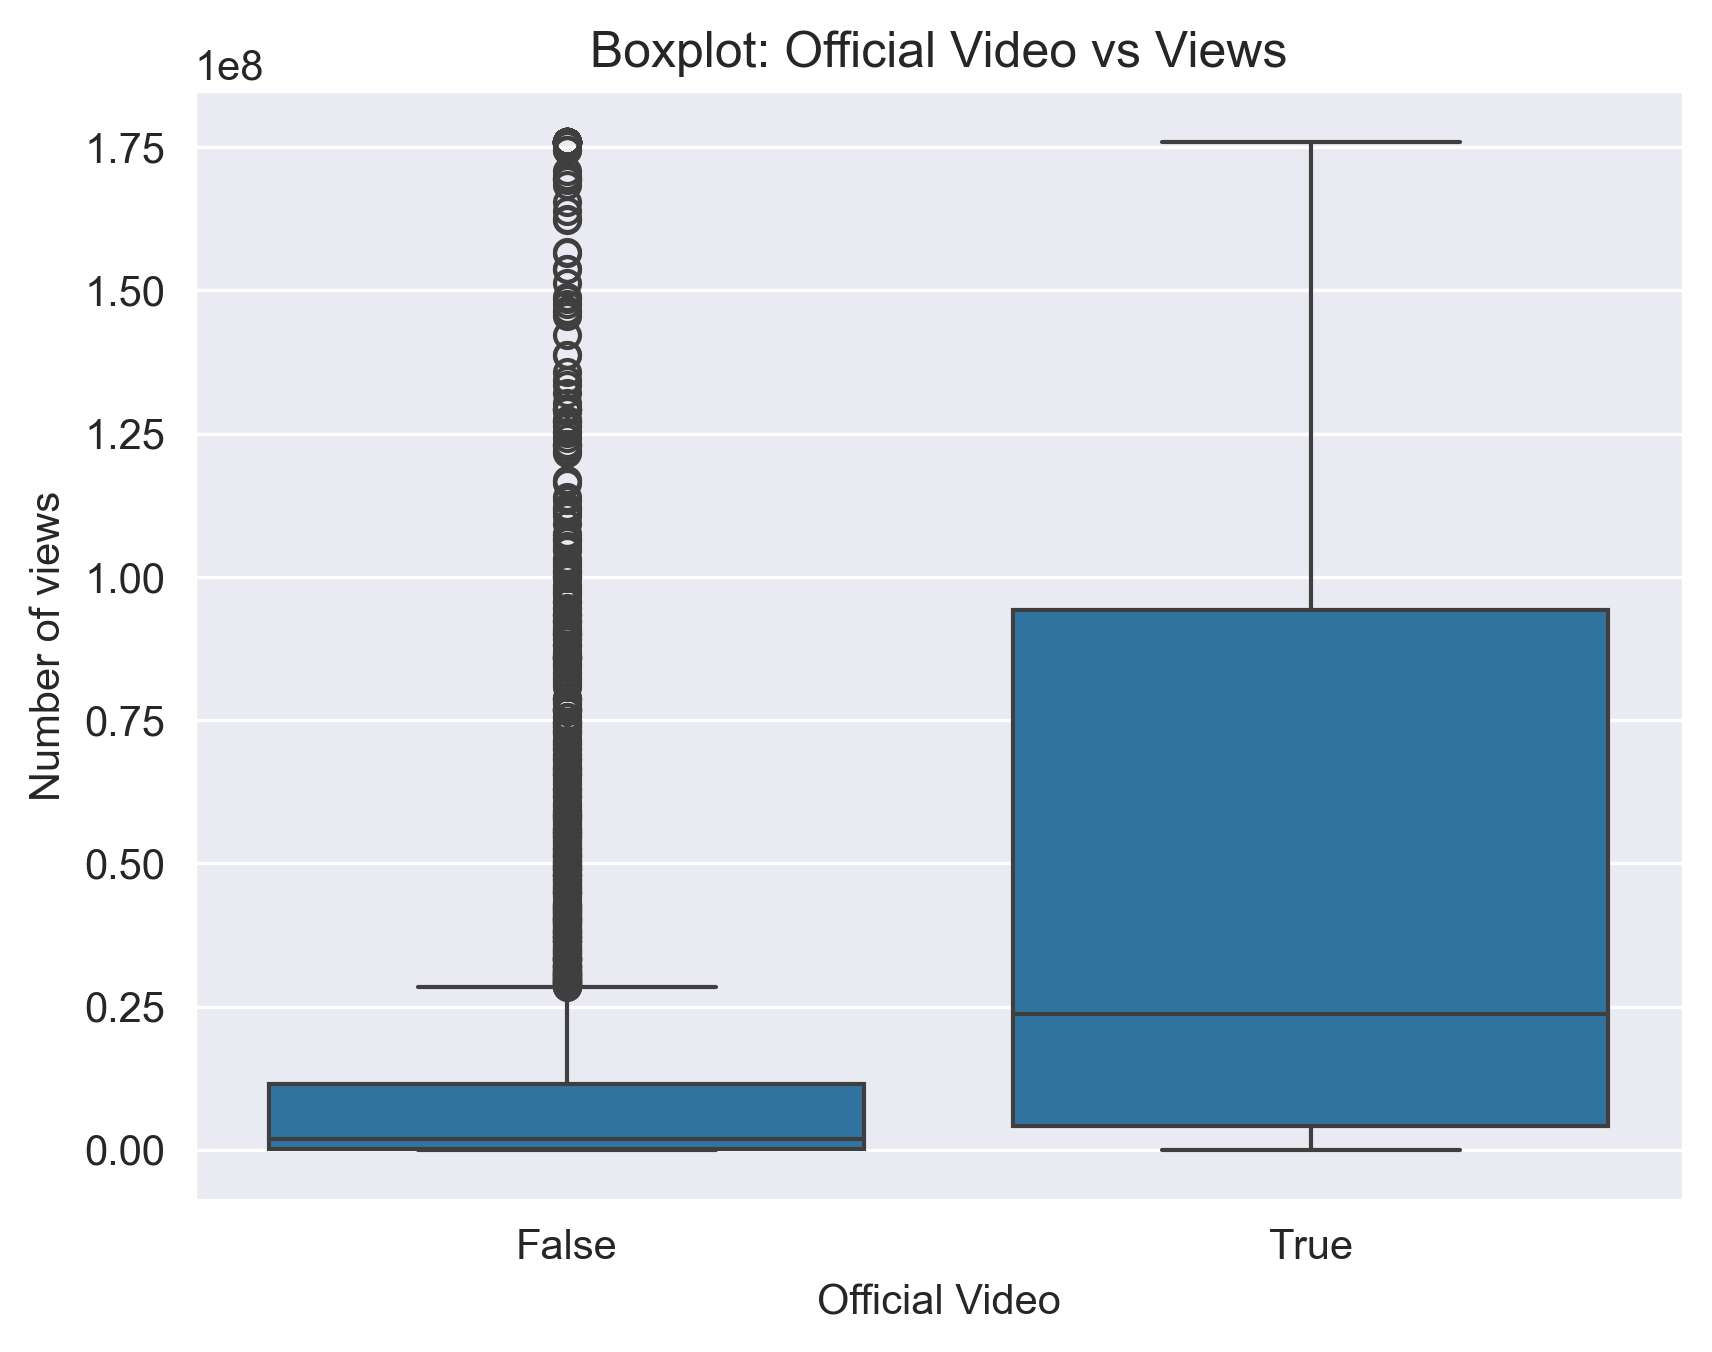 Boxplot: Official Video vs Views
1e8
1.75
1.50
1.25
1.00
0.75
0.50
0.25
0.00
Number of views
False
True
Official Video